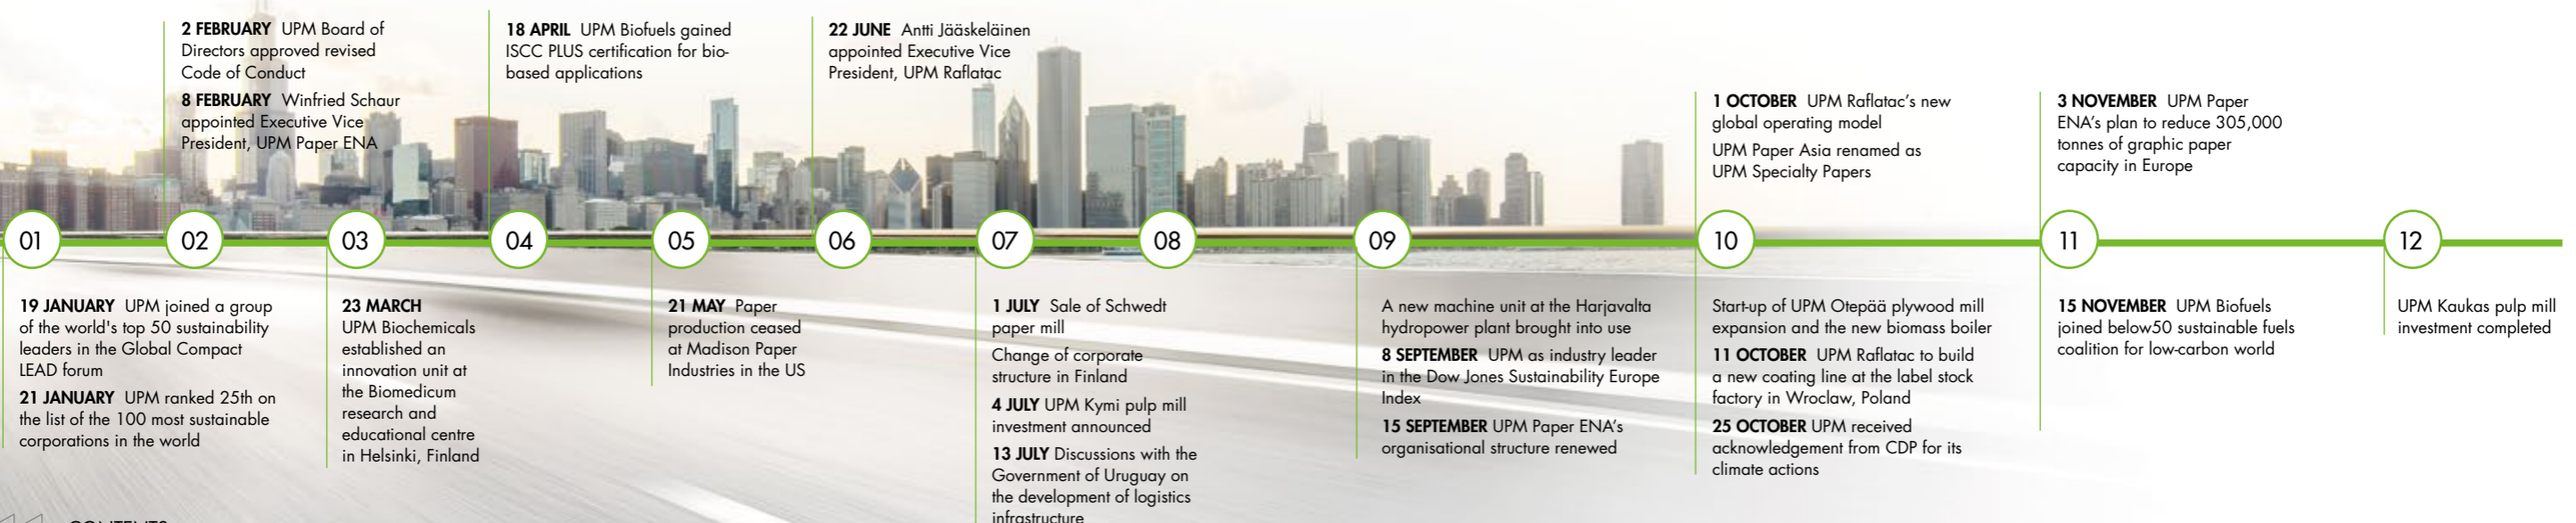 2 FEBRUARY UPM Board of
Directors approved revised
Code of Conduct
8 FEBRUARY Winfried Schaur
appointed Executive Vice
President, UPM Paper ENA
18 APRIL UPM Biofuels gained
ISCC PLUS certification for bio-
based applications
22 JUNE Antti Jääskeläinen
appointed Executive Vice
President, UPM Raflatac
1 OCTOBER UPM Raflatac's new
global operating model
UPM Paper Asia renamed as
UPM Specialty Papers
3 NOVEMBER UPM Paper
ENA's plan to reduce 305,000
tonnes of graphic paper
capacity in Europe
01 02 03 04 05 06 07 08 09 10 11 12
19 JANUARY UPM joined a group
of the world's top 50 sustainability
leaders in the Global Compact
LEAD forum
21 JANUARY UPM ranked 25th on
the list of the 100 most sustainable
corporations in the world
23 MARCH
UPM Biochemicals
established an
innovation unit at
the Biomedicum
research and
educational centre
in Helsinki, Finland
21 MAY Paper
production ceased
at Madison Paper
Industries in the US
1 JULY Sale of Schwedt
paper mill
Change of corporate
structure in Finland
4 JULY UPM Kymi pulp mill
investment announced
13 JULY Discussions with the
Government of Uruguay on
the development of logistics
infrastructure
A new machine unit at the Harjavalta
hydropower plant brought into use
8 SEPTEMBER UPM as industry leader
in the Dow Jones Sustainability Europe
Index
15 SEPTEMBER UPM Paper ENA's
organisational structure renewed
Start-up of UPM Otepää plywood mill
expansion and the new biomass boiler
11 OCTOBER UPM Raflatac to build
a new coating line at the label stock
factory in Wroclaw, Poland
25 OCTOBER UPM received
acknowledgement from CDP for its
climate actions
15 NOVEMBER UPM Biofuels
joined below50 sustainable fuels
coalition for low-carbon world
UPM Kaukas pulp mill
investment completed
CONTENTS